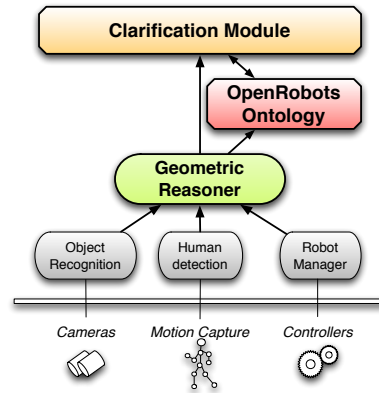 Clarification Module
OpenRobots
Ontology
Geometric
Reasoner
Object
Recognition
Human
detection
Robot
Manager
Cameras
Motion Capture
Controllers